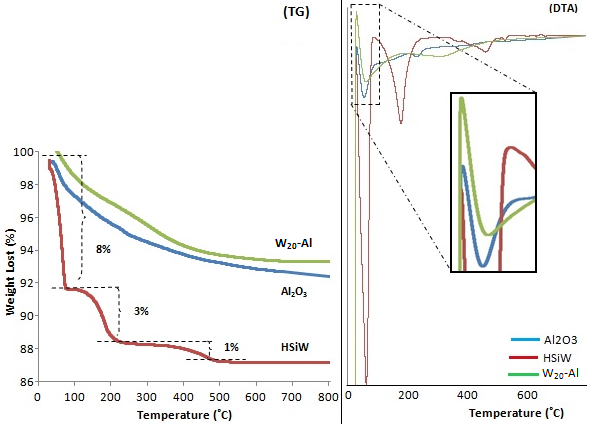 (TG)
100
98
96
94
92
90
88
86
Weight Lost (%)
8%
3%
1%
W20-Al
Al2O3
HSiW
0 100 200 300 400 500 600 700 800
Temperature (˚C)
(DTA)
Al2O3
HSiW
W20-Al
0 200 400 600
Temperature (˚C)